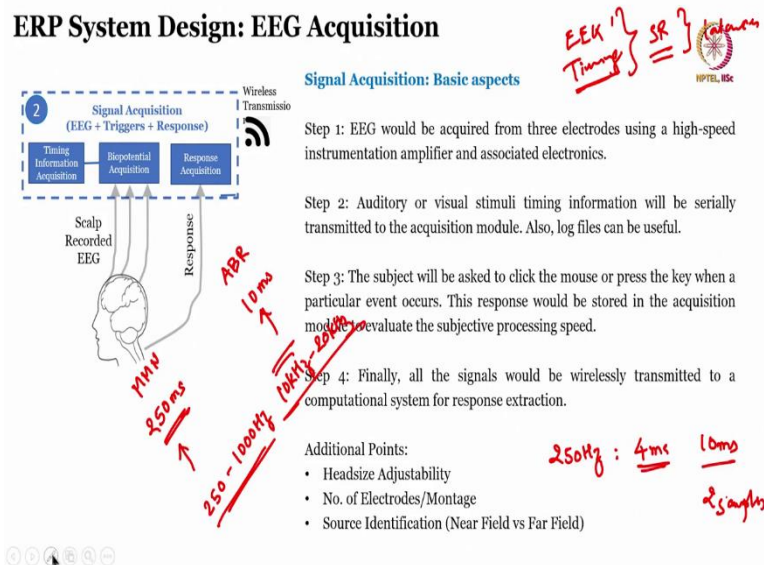 ERP System Design: EEG Acquisition
EEK'
Timing
SR
NPTEL, IISc
2
Signal Acquisition
(EEG + Triggers + Response)
Wireless
Transmissio
Timing
Information
Acquisition
Biopotential
Acquisition
Response
Acquisition
Scalp
Recorded
EEG
Response
Signal Acquisition: Basic aspects
Step 1: EEG would be acquired from three electrodes using a high-speed
instrumentation amplifier and associated electronics.
Step 2: Auditory or visual stimuli timing information will be serially
transmitted to the acquisition module. Also, log files can be useful.
Step 3: The subject will be asked to click the mouse or press the key when a
particular event occurs. This response would be stored in the acquisition
module to evaluate the subjective processing speed.
Step 4: Finally, all the signals would be wirelessly transmitted to a
computational system for response extraction.
Additional Points:
• Headsize Adjustability
• No. of Electrodes/Montage
• Source Identification (Near Field vs Far Field)
ABR
10ms
10kHz-20kHz
MMN
250ms
250-1000Hz
250Hz : 4ms 10ms
2 samples